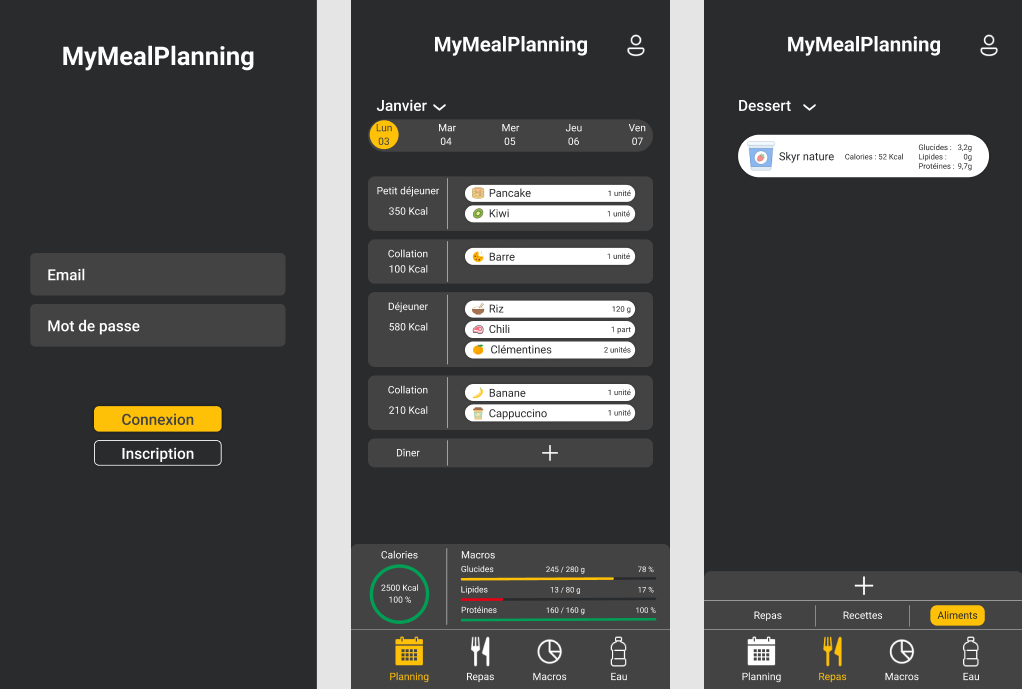 MyMealPlanning
Email
Mot de passe
Connexion
Inscription
MyMealPlanning
Janvier
Lun Mar Mer Jeu Ven
03 04 05 06 07
Petit déjeuner
350 Kcal
Pancake 1 unité
Kiwi 1 unité
Collation
100 Kcal
Barre 1 unité
Déjeuner
580 Kcal
Riz 120 g
Chili 1 part
Clémentines 2 unités
Collation
210 Kcal
Banane 1 unité
Cappuccino 1 unité
Dîner
Calories
2500 Kcal
100 %
Macros
Glucides 245 / 280 g 78 %
Lipides 13 / 80 g 17 %
Protéines 160 / 160 g 100 %
Planning Repas Macros Eau
MyMealPlanning
Dessert
Skyr nature Calories : 52 Kcal
Glucides : 3,2g
Lipides : 0g
Protéines : 9,7g
Repas Recettes Aliments
Planning Repas Macros Eau